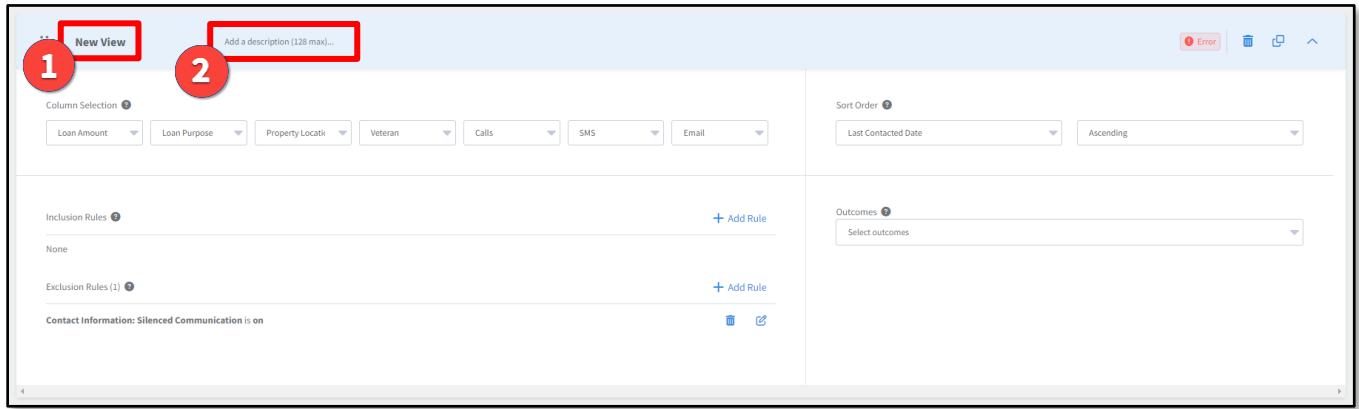 New View
Add a description (128 max)...
Error
1
2
Column Selection
Sort Order
Loan Amount
Loan Purpose
Property Locatio
Veteran
Calls
SMS
Email
Last Contacted Date
Ascending
Inclusion Rules
+ Add Rule
None
Outcomes
Select outcomes
Exclusion Rules (1)
+ Add Rule
Contact Information: Silenced Communication is on